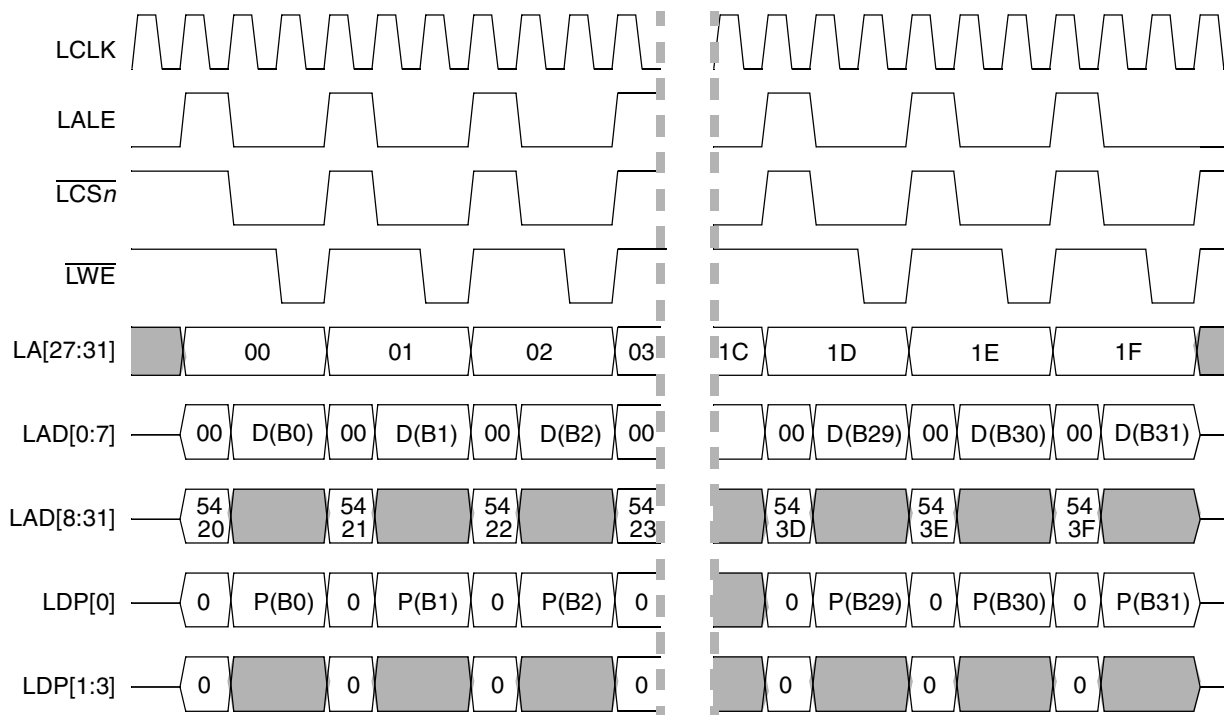 LCLK
LALE
LCSn
LWE
LA[27:31] 00 01 02 03 1C 1D 1E 1F
LAD[0:7] 00 D(B0) 00 D(B1) 00 D(B2) 00 00 D(B29) 00 D(B30) 00 D(B31)
LAD[8:31] 54 20 54 21 54 22 54 23 54 3D 54 3E 54 3F
LDP[0] 0 P(B0) 0 P(B1) 0 P(B2) 0 0 P(B29) 0 P(B30) 0 P(B31)
LDP[1:3] 0 0 0 0 0 0 0